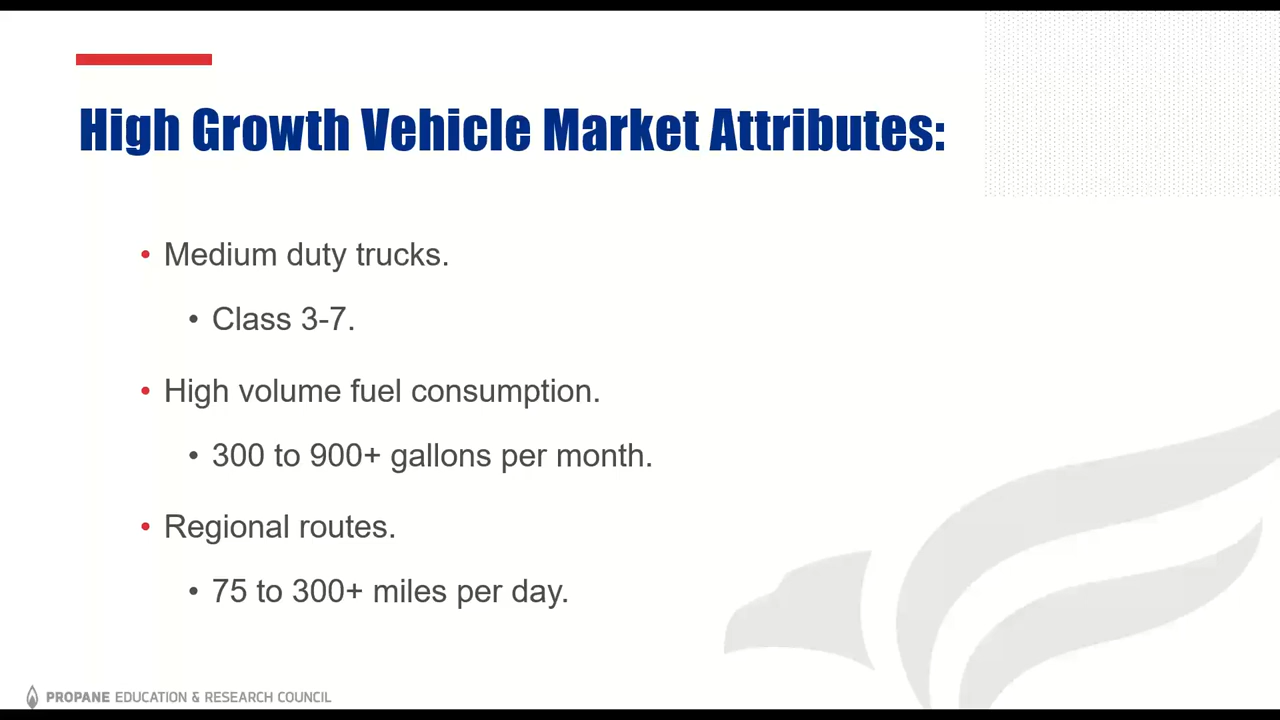 High Growth Vehicle Market Attributes:
• Medium duty trucks.
• Class 3-7.
• High volume fuel consumption.
• 300 to 900+ gallons per month.
• Regional routes.
• 75 to 300+ miles per day.
PROPANE EDUCATION & RESEARCH COUNCIL